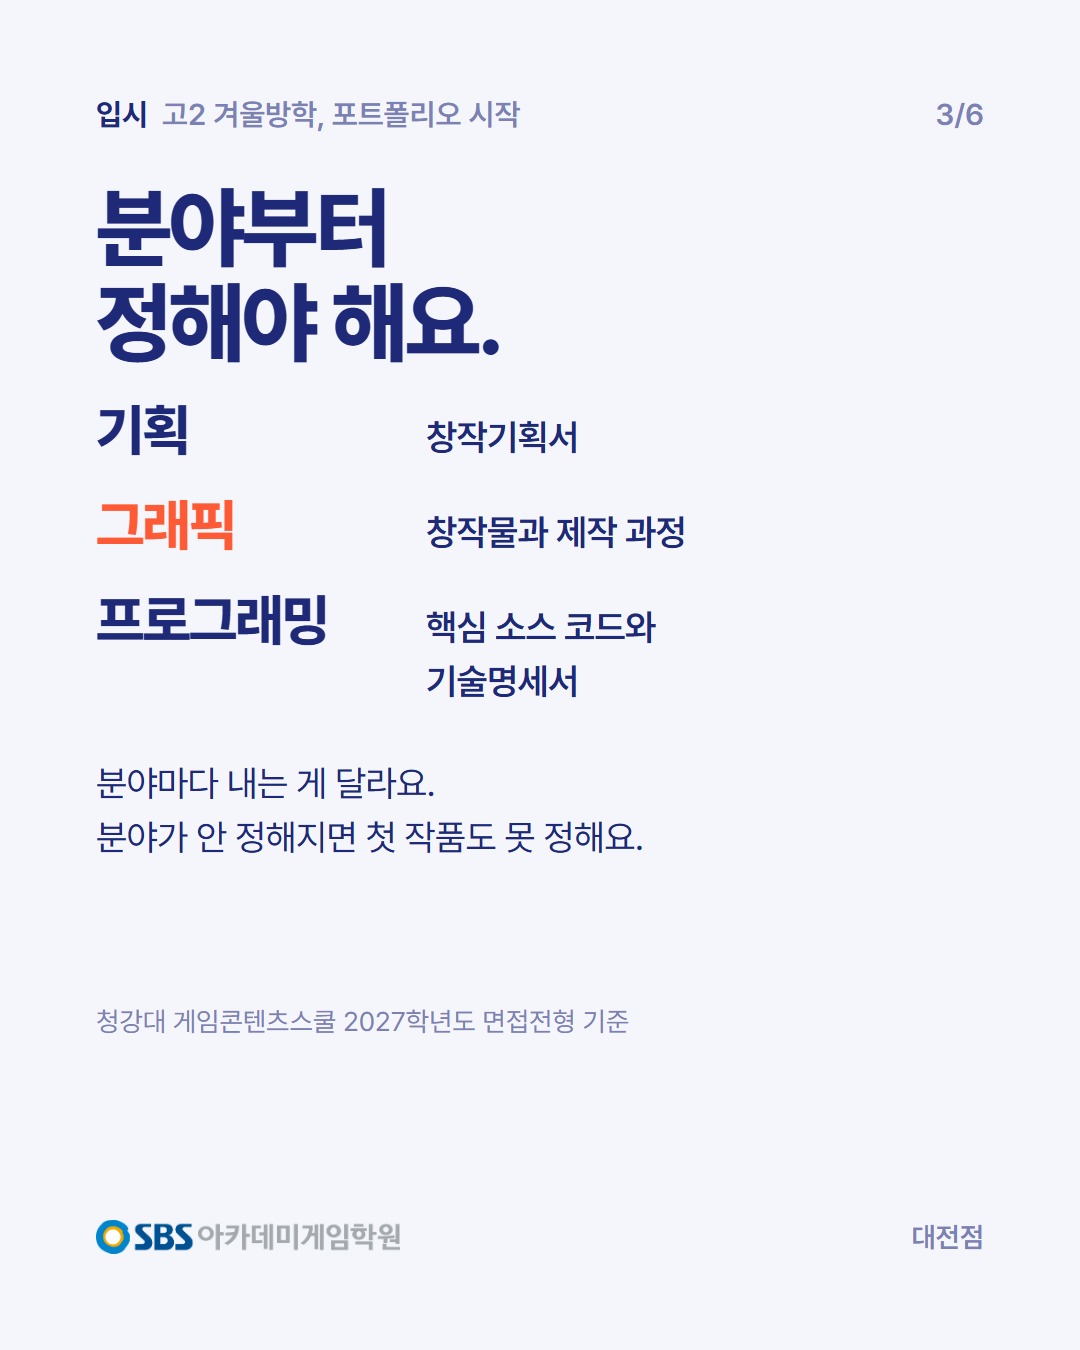 입시 고2 겨울방학, 포트폴리오 시작 3/6
분야부터
정해야 해요.
기획 창작기획서
그래픽 창작물과 제작 과정
프로그래밍 핵심 소스 코드와
기술명세서
분야마다 내는 게 달라요.
분야가 안 정해지면 첫 작품도 못 정해요.
청강대 게임콘텐츠스쿨 2027학년도 면접전형 기준
SBS 아카데미게임학원 대전점